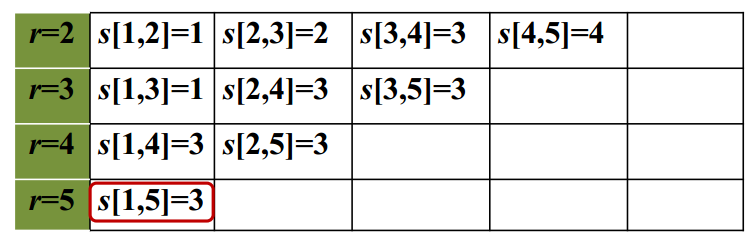 r=2 s[1,2]=1 s[2,3]=2 s[3,4]=3 s[4,5]=4
r=3 s[1,3]=1 s[2,4]=3 s[3,5]=3
r=4 s[1,4]=3 s[2,5]=3
r=5 s[1,5]=3